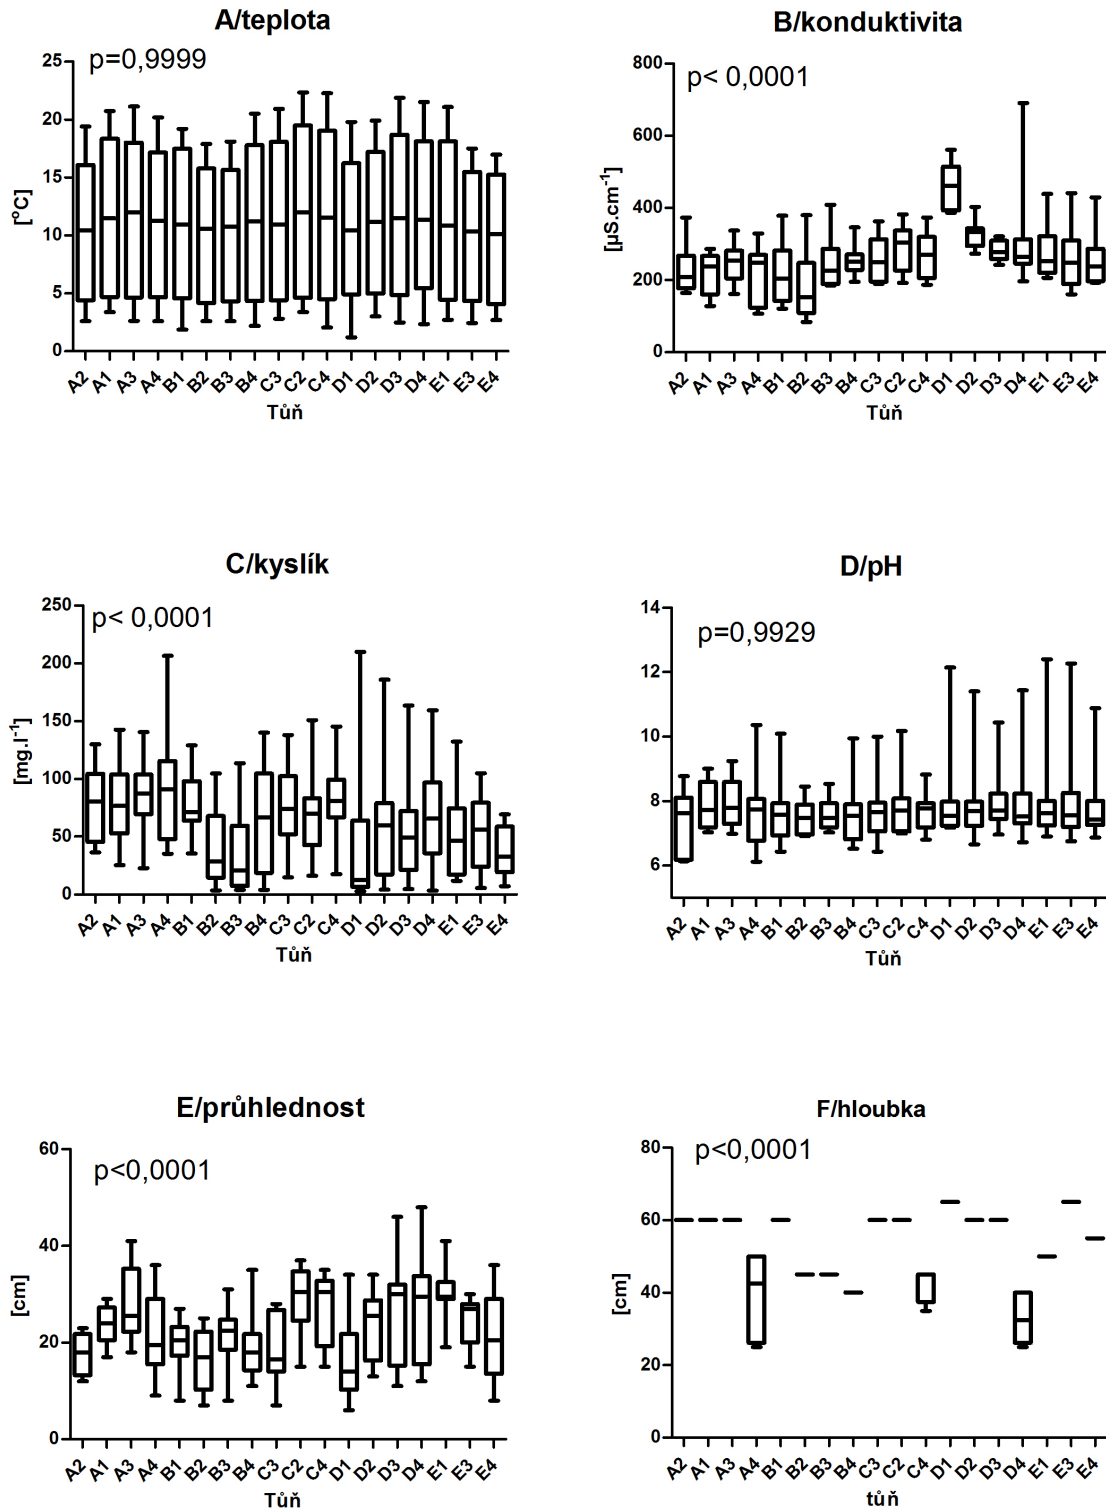 A/teplota
p=0,9999
25
20
15
10
5
0
[°C]
A2 A1 A3 A4 B1 B2 B3 B4 C3 C2 C4 D1 D2 D3 D4 E1 E3 E4
Tůň
B/konduktivita
p< 0,0001
800
600
400
200
0
[µS.cm⁻¹]
A2 A1 A3 A4 B1 B2 B3 B4 C3 C2 C4 D1 D2 D3 D4 E1 E3 E4
Tůň
C/kyslík
p< 0,0001
250
200
150
100
50
0
[mg.l⁻¹]
A2 A1 A3 A4 B1 B2 B3 B4 C3 C2 C4 D1 D2 D3 D4 E1 E3 E4
Tůň
D/pH
p=0,9929
14
12
10
8
6
A2 A1 A3 A4 B1 B2 B3 B4 C3 C2 C4 D1 D2 D3 D4 E1 E3 E4
Tůň
E/průhlednost
p<0,0001
60
40
20
0
[cm]
A2 A1 A3 A4 B1 B2 B3 B4 C3 C2 C4 D1 D2 D3 D4 E1 E3 E4
Tůň
F/hloubka
p<0,0001
80
60
40
20
0
[cm]
A2 A1 A3 A4 B1 B2 B3 B4 C3 C2 C4 D1 D2 D3 D4 E1 E3 E4
tůň